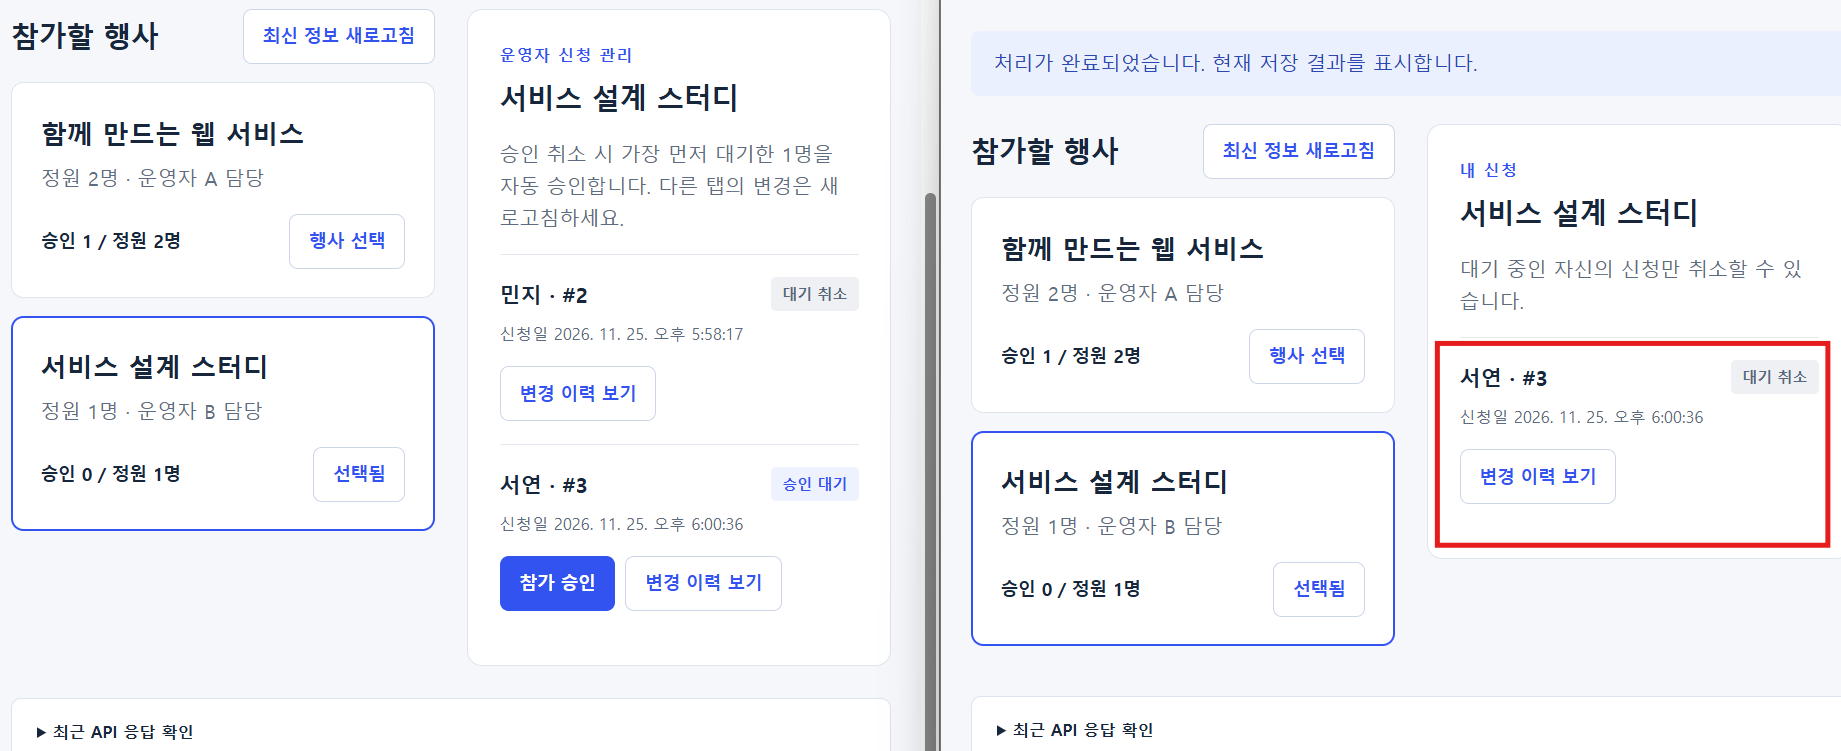 참가할 행사
최신 정보 새로고침
함께 만드는 웹 서비스
정원 2명 · 운영자 A 담당
승인 1 / 정원 2명
행사 선택
서비스 설계 스터디
정원 1명 · 운영자 B 담당
승인 0 / 정원 1명
선택됨
운영자 신청 관리
서비스 설계 스터디
승인 취소 시 가장 먼저 대기한 1명을
자동 승인합니다. 다른 탭의 변경은 새
로고침하세요.
민지 · #2
대기 취소
신청일 2026. 11. 25. 오후 5:58:17
변경 이력 보기
서연 · #3
승인 대기
신청일 2026. 11. 25. 오후 6:00:36
참가 승인
변경 이력 보기
▶ 최근 API 응답 확인
처리가 완료되었습니다. 현재 저장 결과를 표시합니다.
참가할 행사
최신 정보 새로고침
함께 만드는 웹 서비스
정원 2명 · 운영자 A 담당
승인 1 / 정원 2명
행사 선택
서비스 설계 스터디
정원 1명 · 운영자 B 담당
승인 0 / 정원 1명
선택됨
내 신청
서비스 설계 스터디
대기 중인 자신의 신청만 취소할 수 있
습니다.
서연 · #3
대기 취소
신청일 2026. 11. 25. 오후 6:00:36
변경 이력 보기
▶ 최근 API 응답 확인